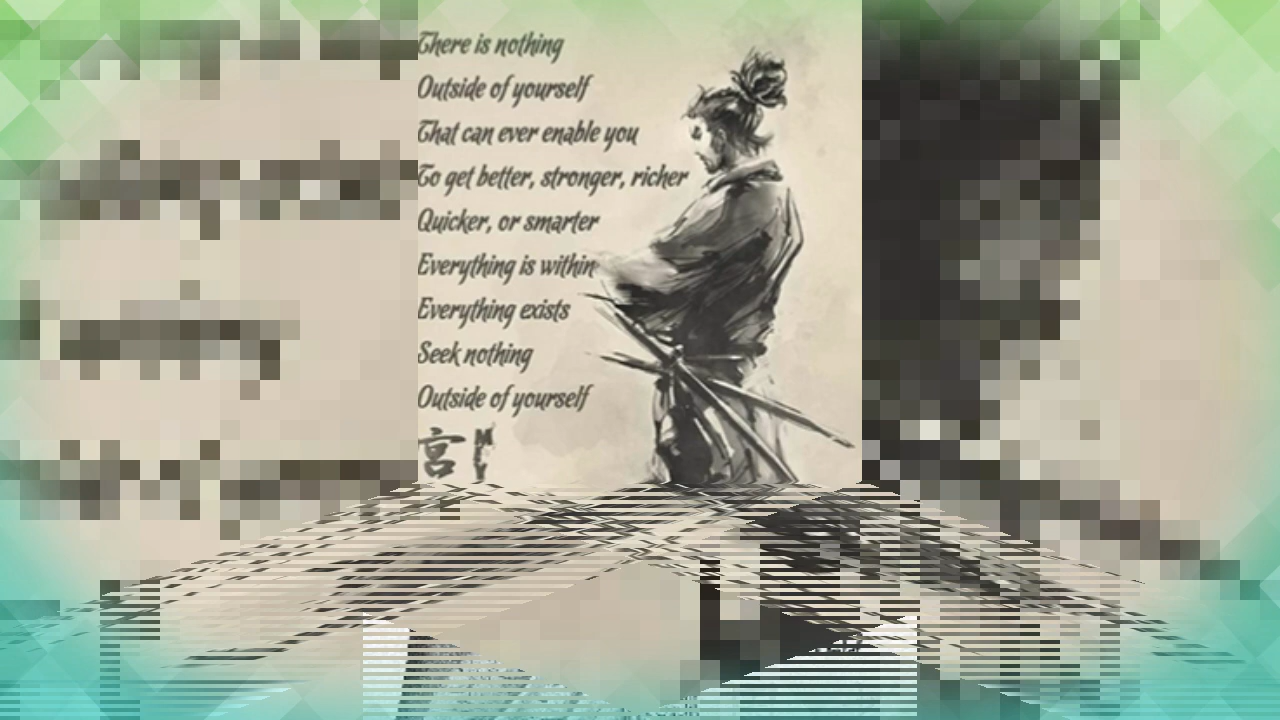 There is nothing
Outside of yourself
That can ever enable you
To get better, stronger, richer
Quicker, or smarter
Everything is within
Everything exists
Seek nothing
Outside of yourself
宮